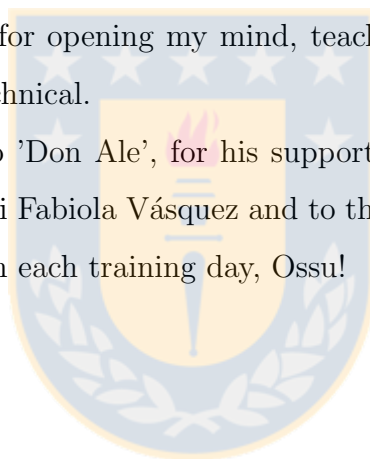 for opening my mind, teach
chnical.
'Don Ale', for his support
i Fabiola Vásquez and to th
each training day, Ossu!